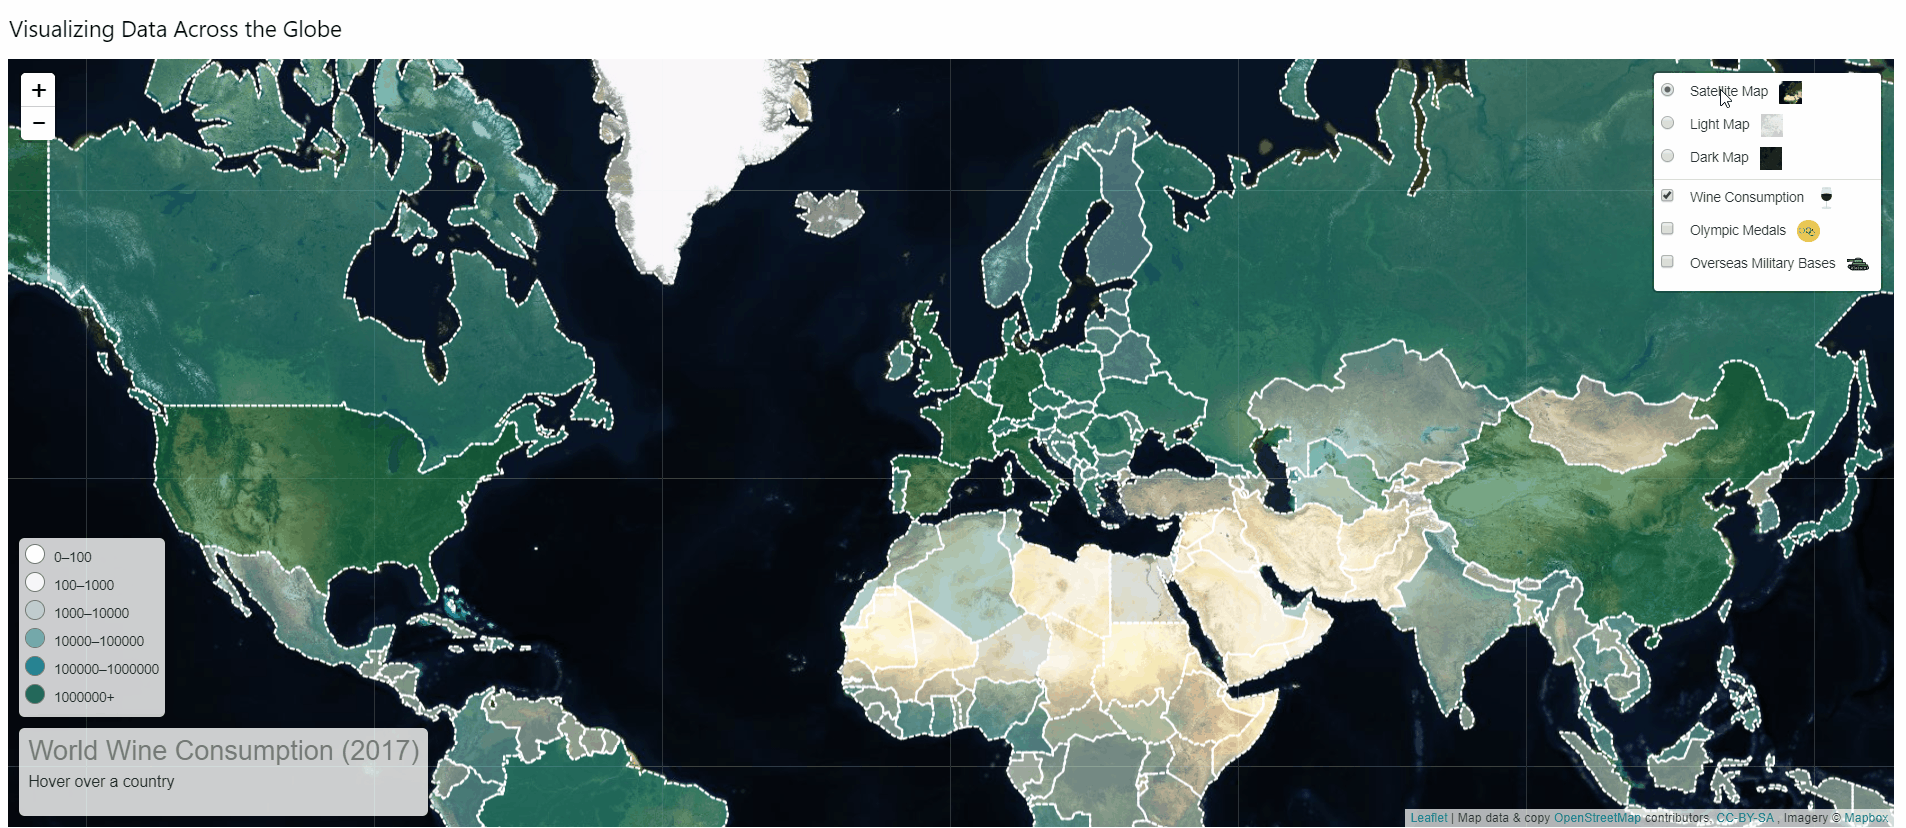 Visualizing Data Across the Globe
+
−
Satellite Map
Light Map
Dark Map
Wine Consumption
Olympic Medals
Overseas Military Bases
0–100
100–1000
1000–10000
10000–100000
100000–1000000
1000000+
World Wine Consumption (2017)
Hover over a country
Leaflet | Map data & copy OpenStreetMap contributors, CC-BY-SA , Imagery © Mapbox